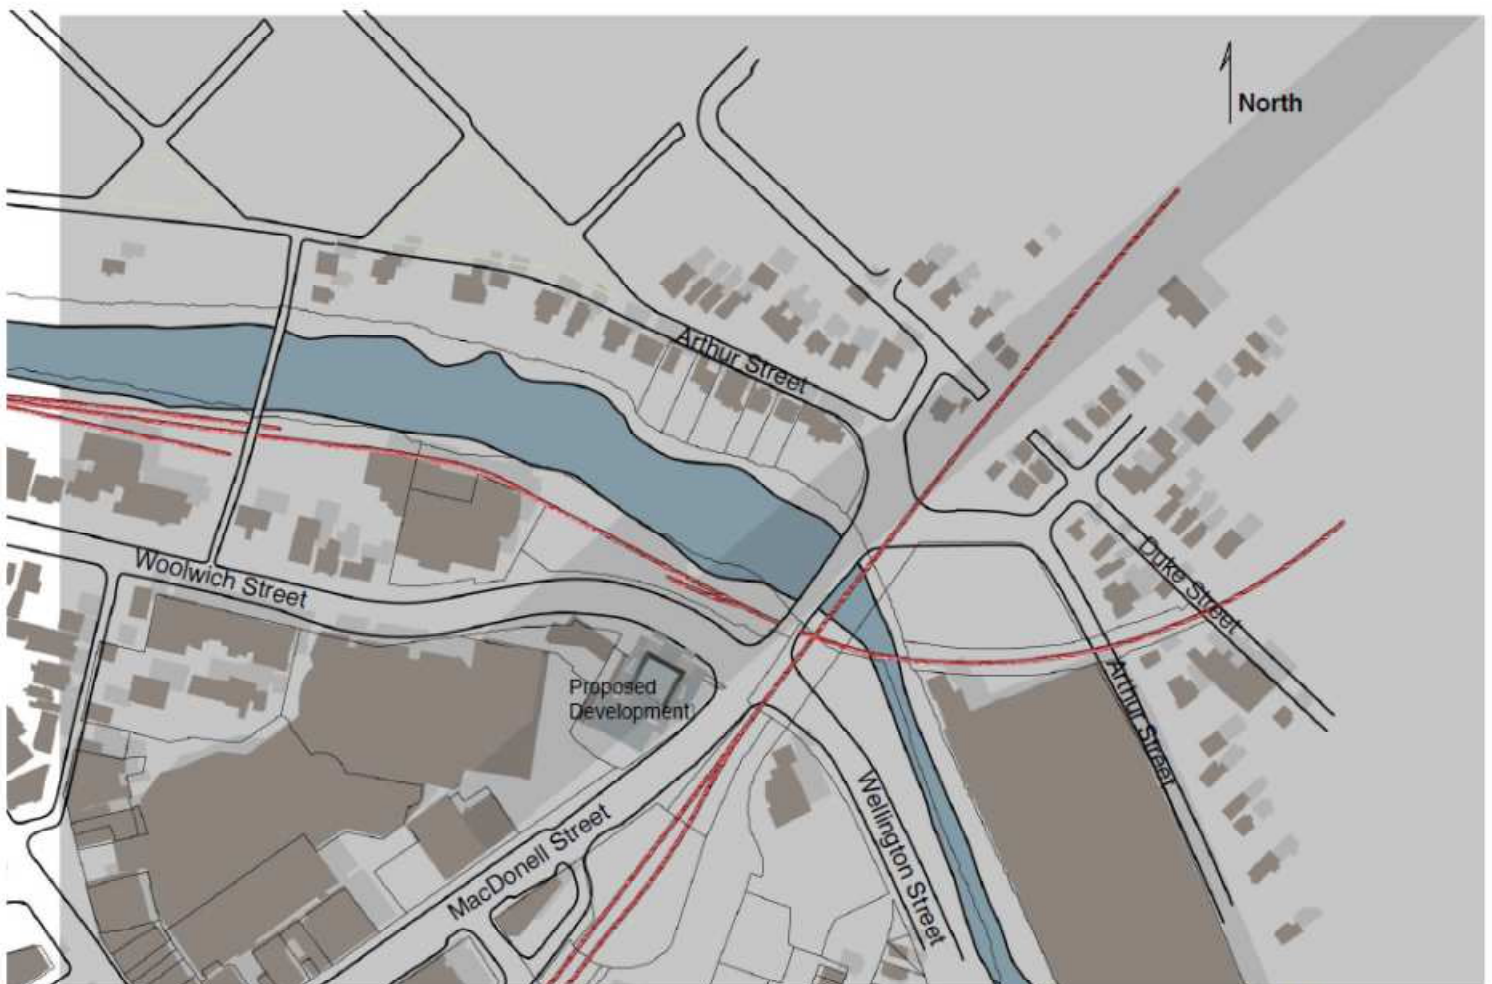 North
Arthur Street
Woolwich Street
Duke Street
Proposed
Development
Arthur Street
MacDonell Street
Wellington Street